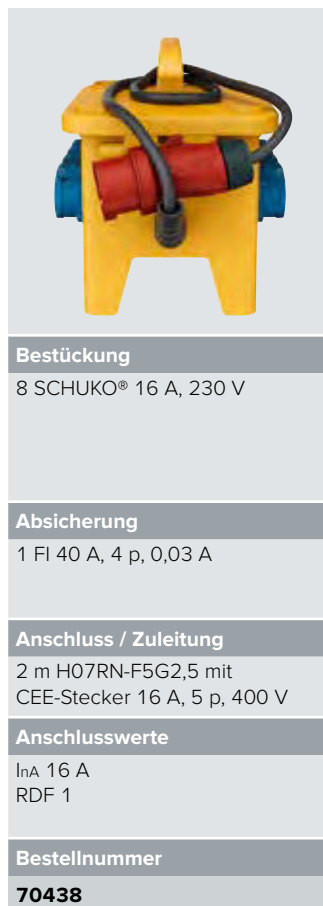 Bestückung
8 SCHUKO® 16 A, 230 V
Absicherung
1 FI 40 A, 4 p, 0,03 A
Anschluss / Zuleitung
2 m H07RN-F5G2,5 mit
CEE-Stecker 16 A, 5 p, 400 V
Anschlusswerte
InA 16 A
RDF 1
Bestellnummer
70438